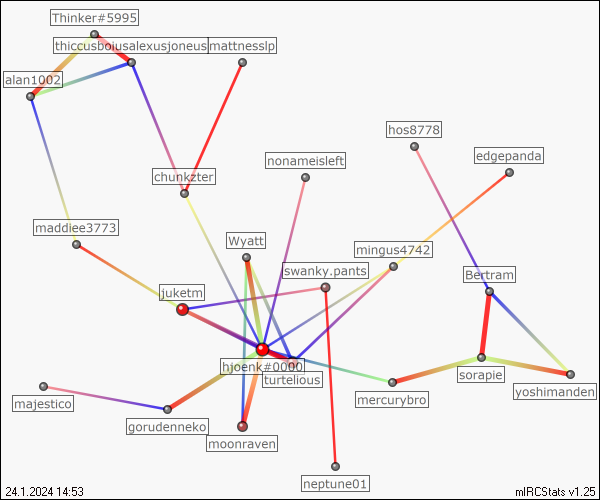 Thinker#5995
thiccusboiusalexusjoneus
mattnesslp
alan1002
hos8778
edgepanda
nonameisleft
chunkzter
maddiee3773
Wyatt
mingus4742
swanky.pants
Bertram
juketm
hjoenk#0000
turtelious
sorapie
yoshimanden
mercurybro
majestico
gorudenneko
moonraven
neptune01
24.1.2024 14:53
mIRCStats v1.25